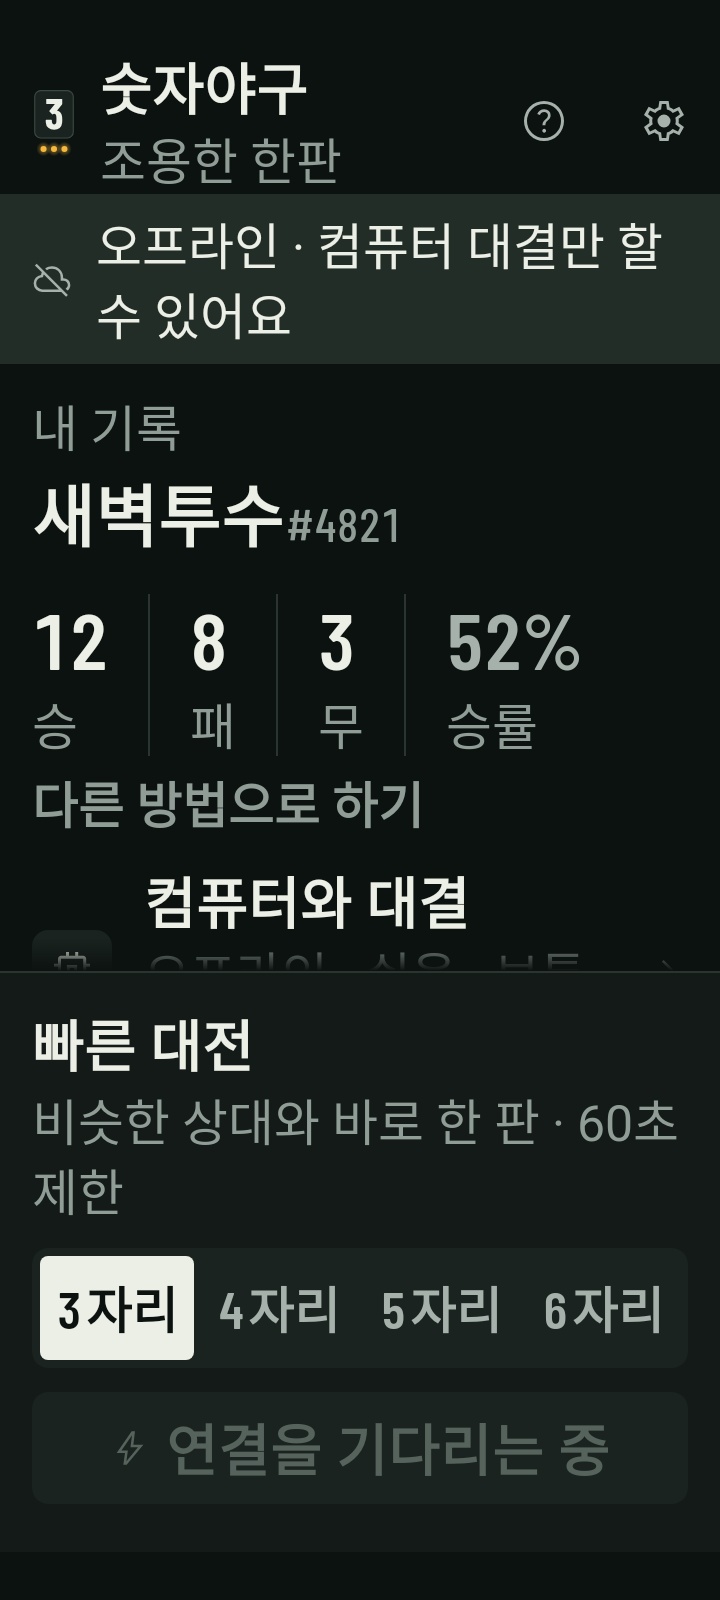 3
숫자야구
조용한 한판
오프라인 · 컴퓨터 대결만 할
수 있어요
내 기록
새벽투수 #4821
12 8 3 52%
승 패 무 승률
다른 방법으로 하기
컴퓨터와 대결
빠른 대전
비슷한 상대와 바로 한 판 · 60초
제한
3자리 4자리 5자리 6자리
연결을 기다리는 중